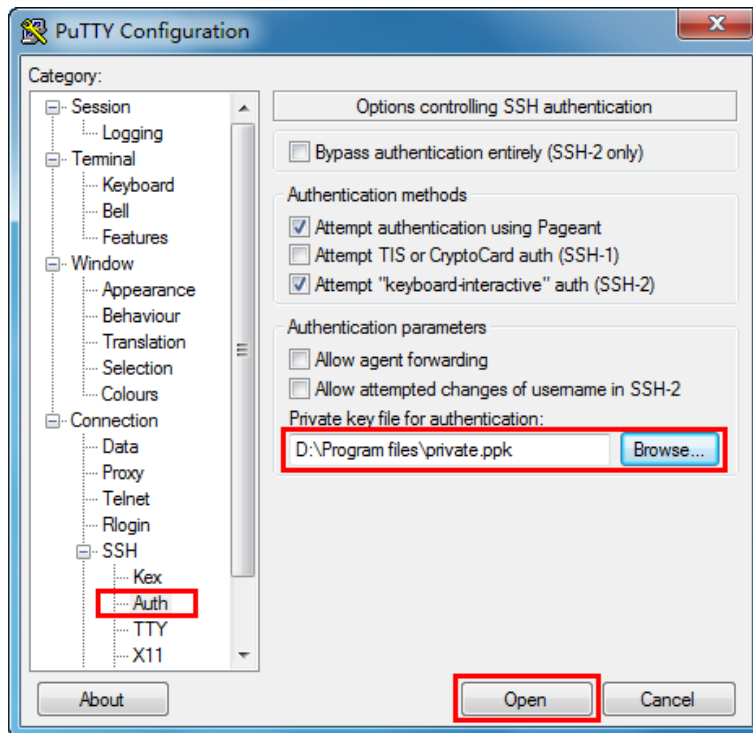 PuTTY Configuration
Category:
Session
Logging
Terminal
Keyboard
Bell
Features
Window
Appearance
Behaviour
Translation
Selection
Colours
Connection
Data
Proxy
Telnet
Rlogin
SSH
Kex
Auth
TTY
X11
Options controlling SSH authentication
Bypass authentication entirely (SSH-2 only)
Authentication methods
Attempt authentication using Pageant
Attempt TIS or CryptoCard auth (SSH-1)
Attempt "keyboard-interactive" auth (SSH-2)
Authentication parameters
Allow agent forwarding
Allow attempted changes of username in SSH-2
Private key file for authentication:
D:\Program files\private.ppk
Browse...
About
Open
Cancel